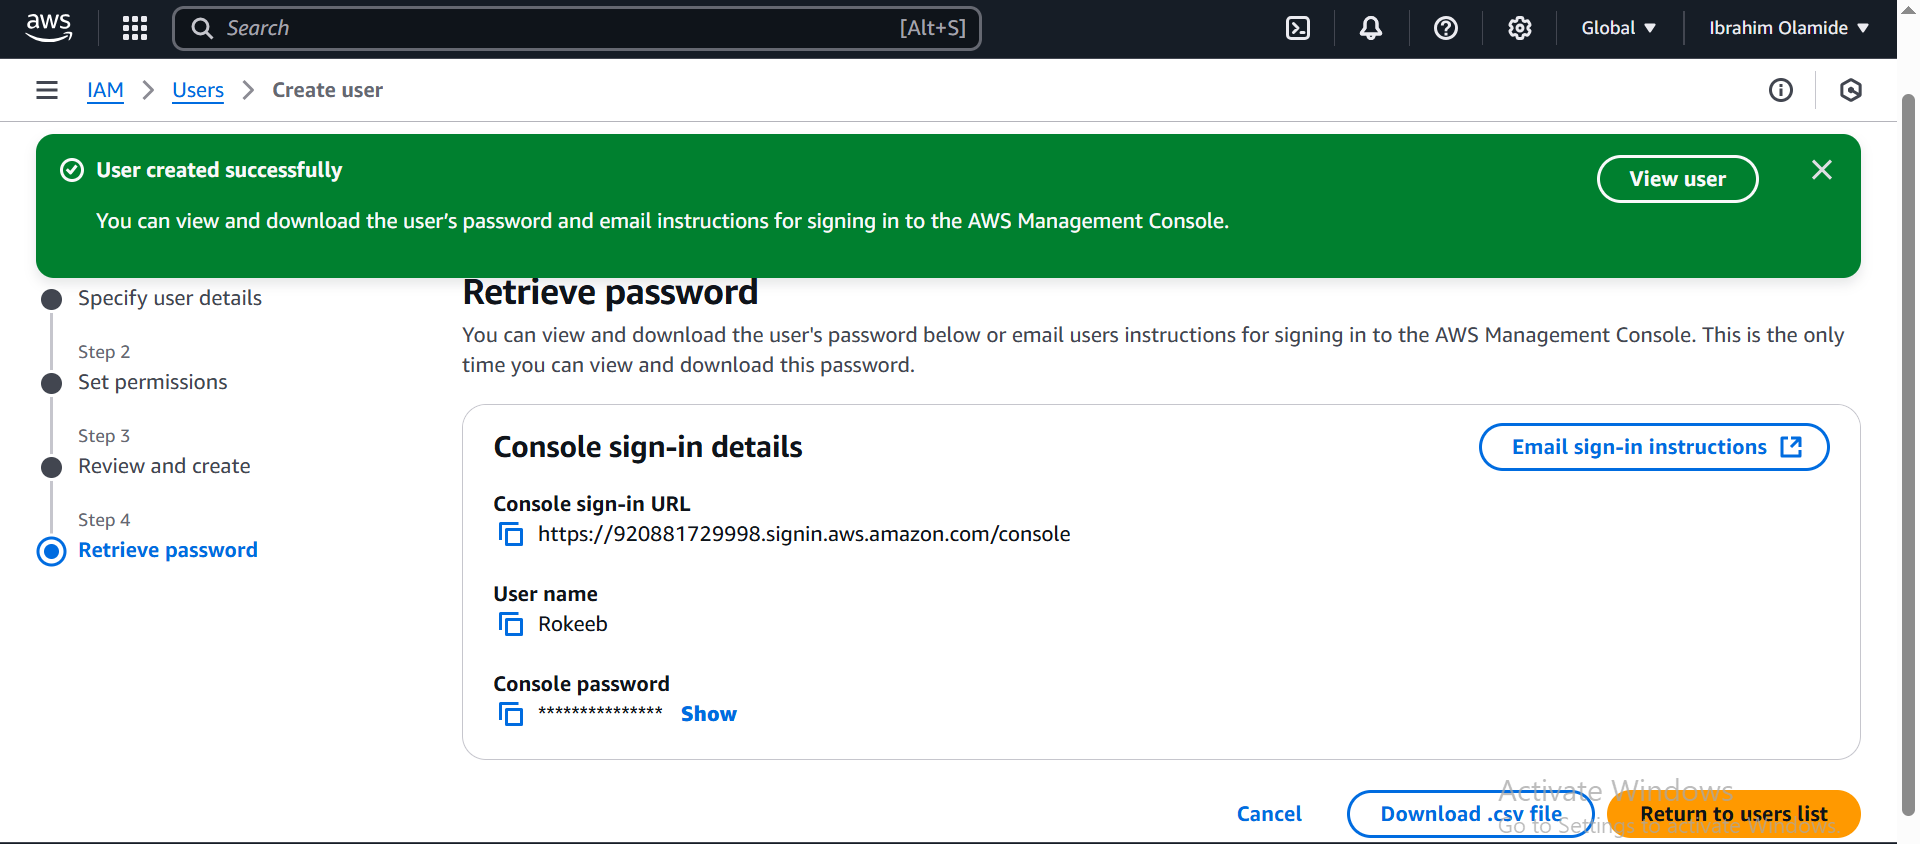 aws
Search
[Alt+S]
Global
Ibrahim Olamide
IAM
Users
Create user
User created successfully
View user
You can view and download the user's password and email instructions for signing in to the AWS Management Console.
Specify user details
Step 2
Set permissions
Step 3
Review and create
Step 4
Retrieve password
Retrieve password
You can view and download the user's password below or email users instructions for signing in to the AWS Management Console. This is the only
time you can view and download this password.
Console sign-in details
Email sign-in instructions
Console sign-in URL
https://920881729998.signin.aws.amazon.com/console
User name
Rokeeb
Console password
***************
Show
Cancel
Download .csv file
Return to users list
Activate Windows
Go to Settings to activate Windows.